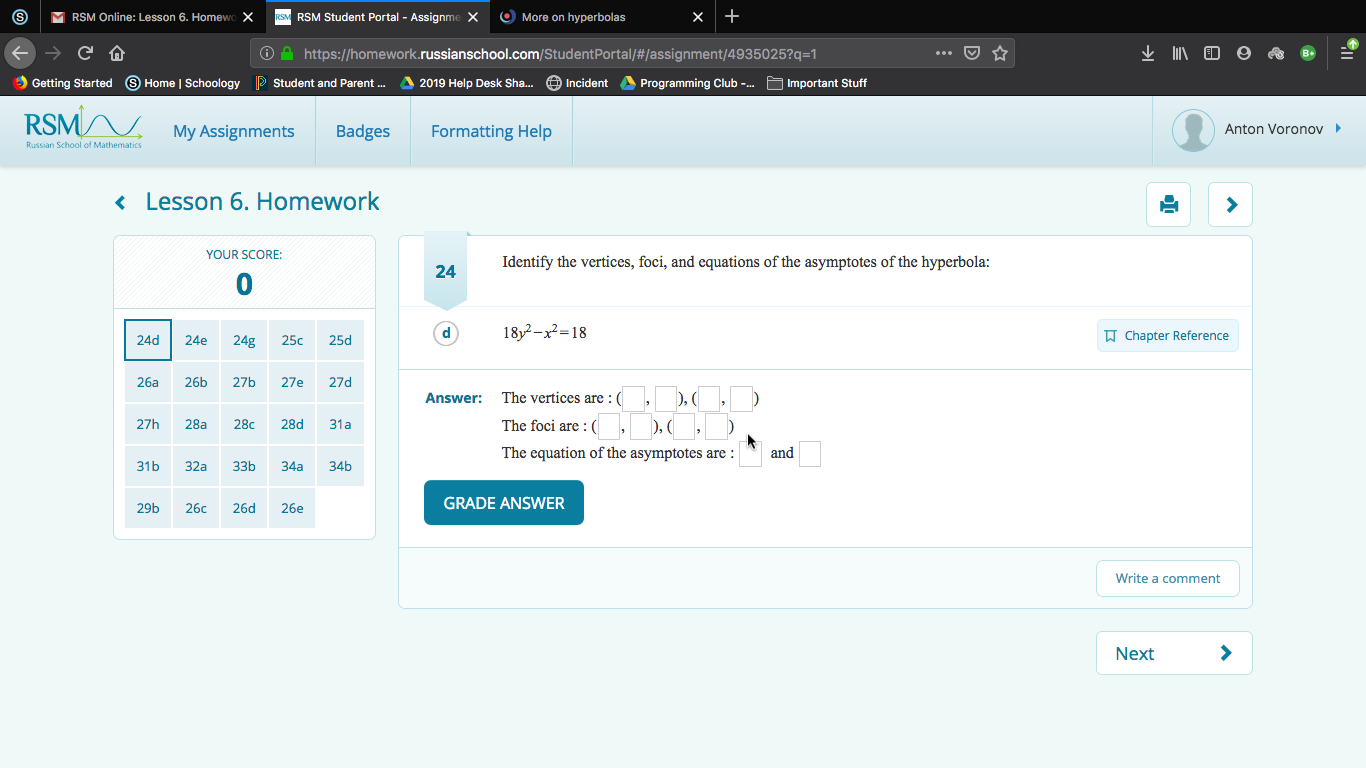 RSM Online: Lesson 6. Homewo
RSM Student Portal - Assignme
More on hyperbolas
https://homework.russianschool.com/StudentPortal/#/assignment/4935025?q=1
B+
Getting Started
Home | Schoology
Student and Parent ...
2019 Help Desk Sha...
Incident
Programming Club -...
Important Stuff
RSM
Russian School of Mathematics
My Assignments
Badges
Formatting Help
Anton Voronov
Lesson 6. Homework
YOUR SCORE:
0
24d 24e 24g 25c 25d
26a 26b 27b 27e 27d
27h 28a 28c 28d 31a
31b 32a 33b 34a 34b
29b 26c 26d 26e
24
Identify the vertices, foci, and equations of the asymptotes of the hyperbola:
d
18y²−x²=18
Chapter Reference
Answer: The vertices are : ( , ), ( , )
The foci are : ( , ), ( , )
The equation of the asymptotes are : and
GRADE ANSWER
Write a comment
Next